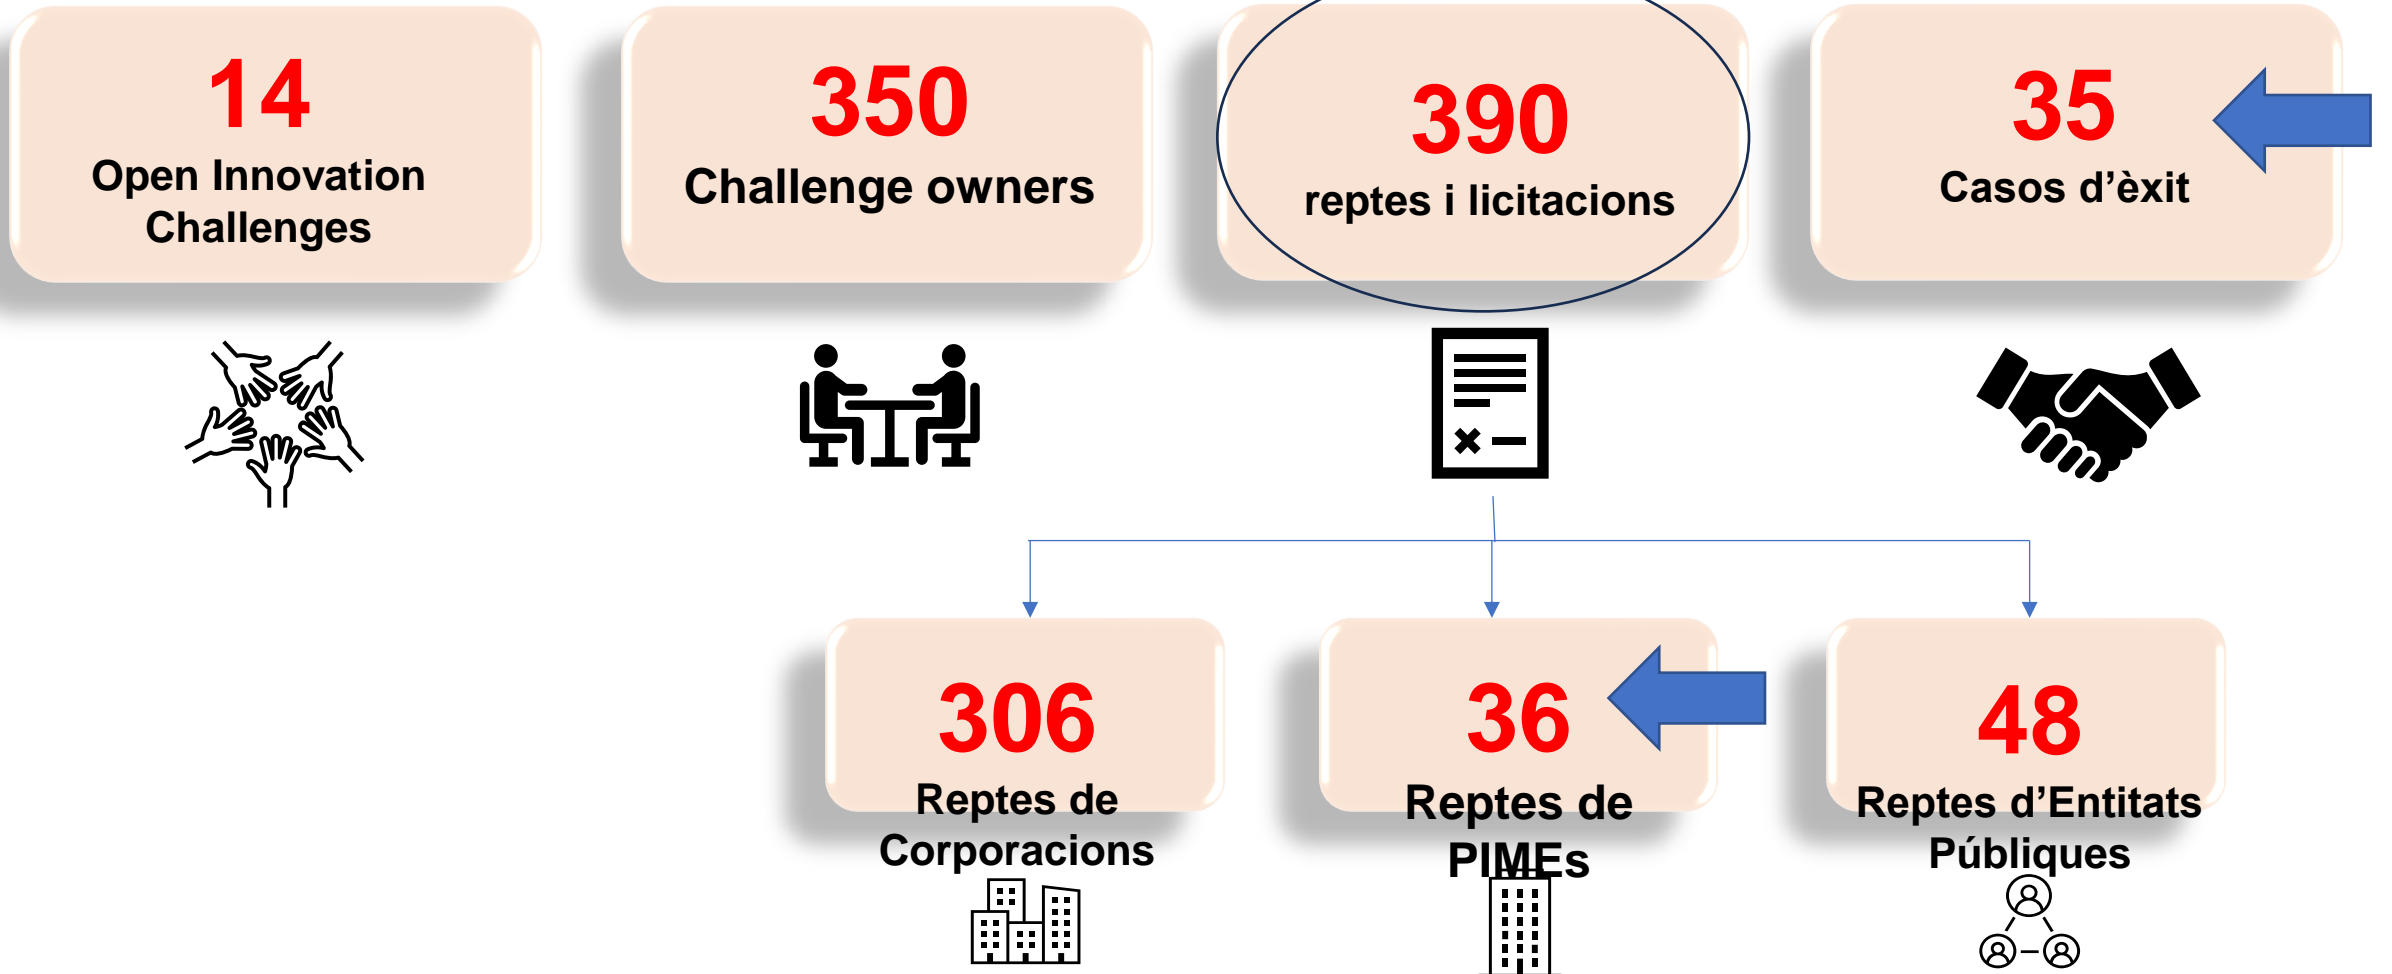 14
Open Innovation
Challenges
350
Challenge owners
390
reptes i licitacions
35
Casos d’èxit
306
Reptes de
Corporacions
36
Reptes de
PIMEs
48
Reptes d’Entitats
Públiques